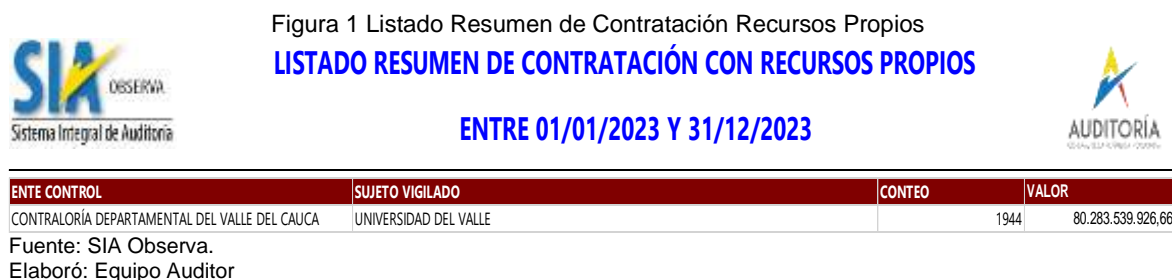 Figura 1 Listado Resumen de Contratación Recursos Propios
SIA OBSERVA
Sistema Integral de Auditoría
LISTADO RESUMEN DE CONTRATACIÓN CON RECURSOS PROPIOS
ENTRE 01/01/2023 Y 31/12/2023
AUDITORÍA
ENTE CONTROL SUJETO VIGILADO CONTEO VALOR
CONTRALORÍA DEPARTAMENTAL DEL VALLE DEL CAUCA UNIVERSIDAD DEL VALLE 1944 80.283.539.926,66
Fuente: SIA Observa.
Elaboró: Equipo Auditor